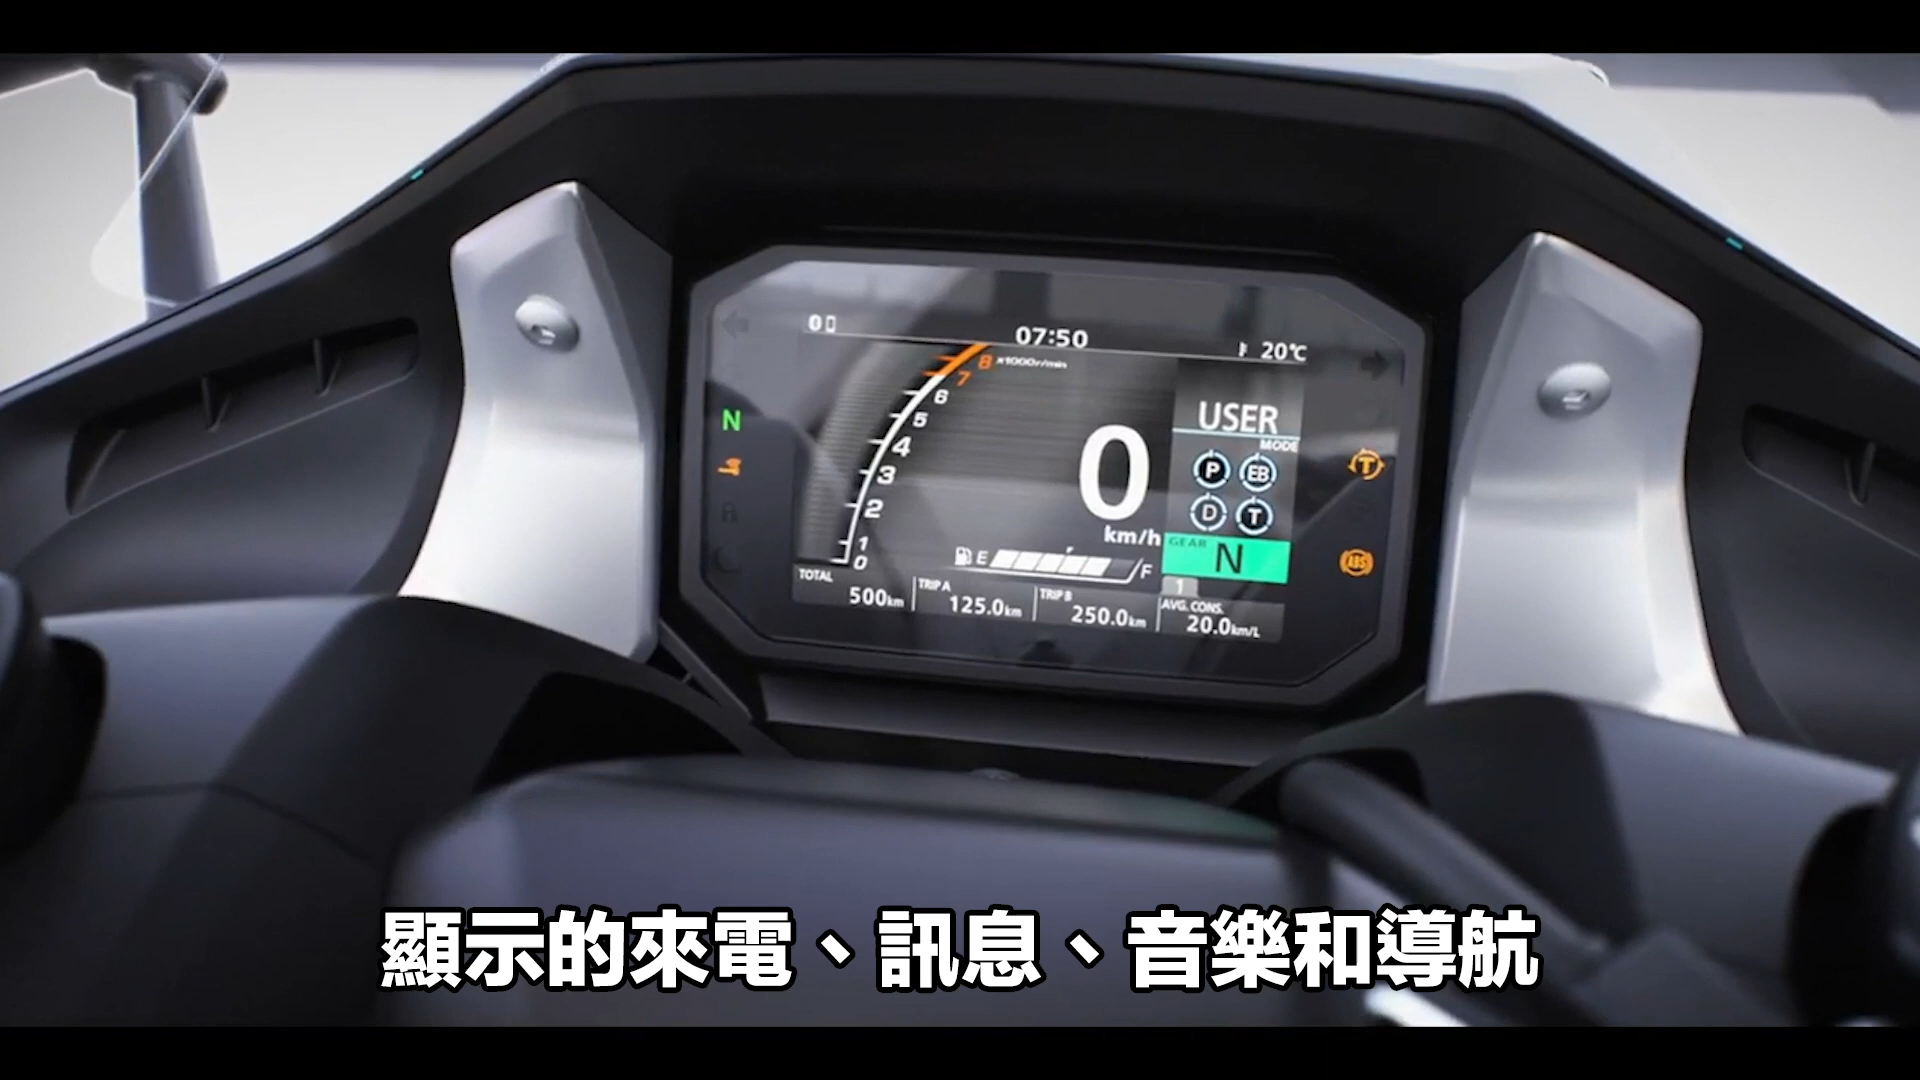 07:50
20℃
8 x1000r/min
7
6
5
4
3
2
1
0
N
0
km/h
USER
MODE
P EB
D T
GEAR N
1
E F
T
ABS
TOTAL 500km
TRIP A 125.0km
TRIP B 250.0km
AVG. CONS. 20.0km/L
顯示的來電、訊息、音樂和導航